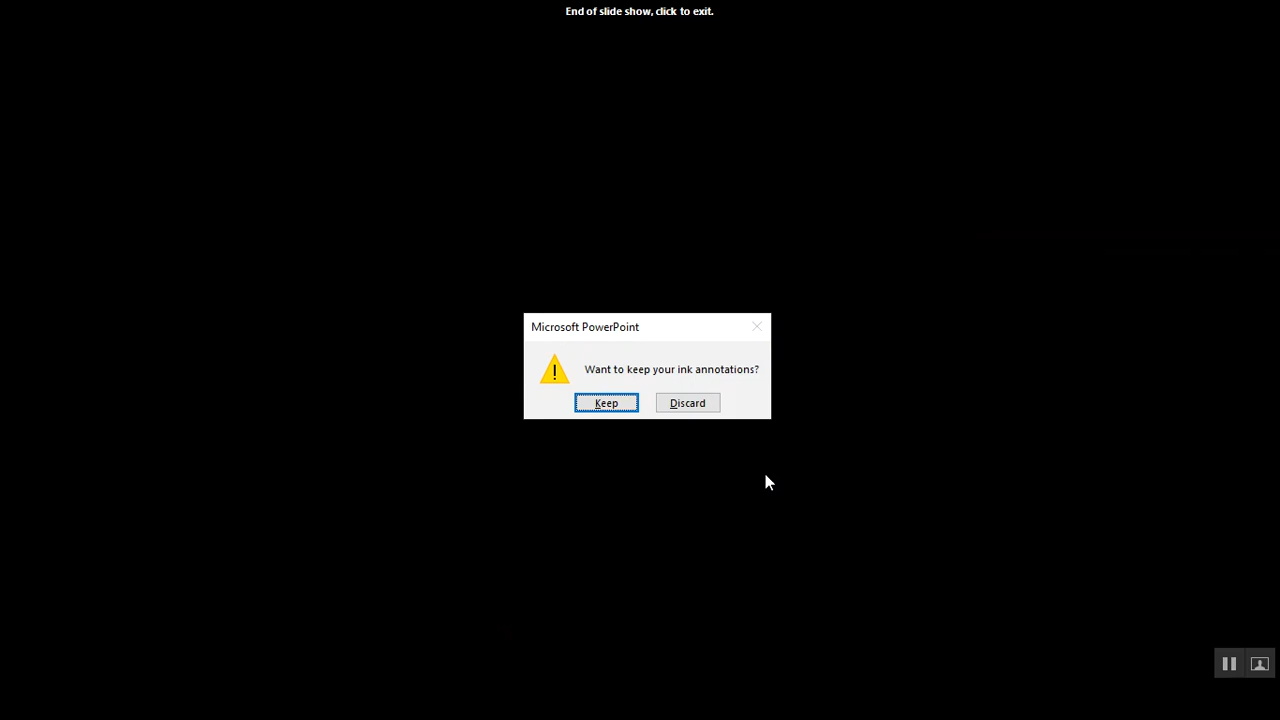 End of slide show, click to exit.
Microsoft PowerPoint
Want to keep your ink annotations?
Keep
Discard